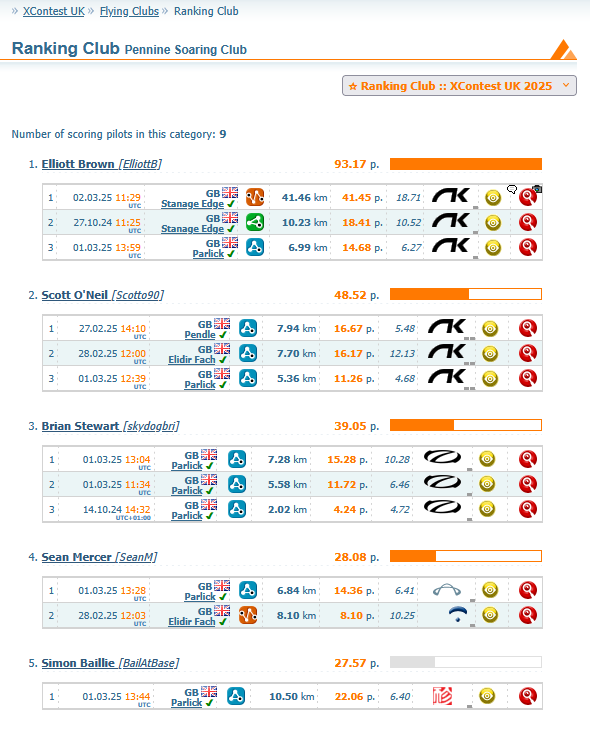 » XContest UK » Flying Clubs » Ranking Club
Ranking Club Pennine Soaring Club
☆ Ranking Club :: XContest UK 2025
Number of scoring pilots in this category: 9
1. Elliott Brown [ElliottB] 93.17 p.
1 02.03.25 11:29 UTC GB Stanage Edge ✔ 41.46 km 41.45 p. 18.71
2 27.10.24 11:25 UTC GB Stanage Edge ✔ 10.23 km 18.41 p. 10.52
3 01.03.25 13:59 UTC GB Parlick ✔ 6.99 km 14.68 p. 6.27
2. Scott O'Neil [Scotto90] 48.52 p.
1 27.02.25 14:10 UTC GB Pendle ✔ 7.94 km 16.67 p. 5.48
2 28.02.25 12:00 UTC GB Elidir Fach ✔ 7.70 km 16.17 p. 12.13
3 01.03.25 12:39 UTC GB Parlick ✔ 5.36 km 11.26 p. 4.68
3. Brian Stewart [skydogbri] 39.05 p.
1 01.03.25 13:04 UTC GB Parlick ✔ 7.28 km 15.28 p. 10.28
2 01.03.25 11:34 UTC GB Parlick ✔ 5.58 km 11.72 p. 6.46
3 14.10.24 14:32 UTC+01:00 GB Parlick ✔ 2.02 km 4.24 p. 4.72
4. Sean Mercer [SeanM] 28.08 p.
1 01.03.25 13:28 UTC GB Parlick ✔ 6.84 km 14.36 p. 6.41
2 28.02.25 12:03 UTC GB Elidir Fach ✔ 8.10 km 8.10 p. 10.25
5. Simon Baillie [BailAtBase] 27.57 p.
1 01.03.25 13:44 UTC GB Parlick ✔ 10.50 km 22.06 p. 6.40